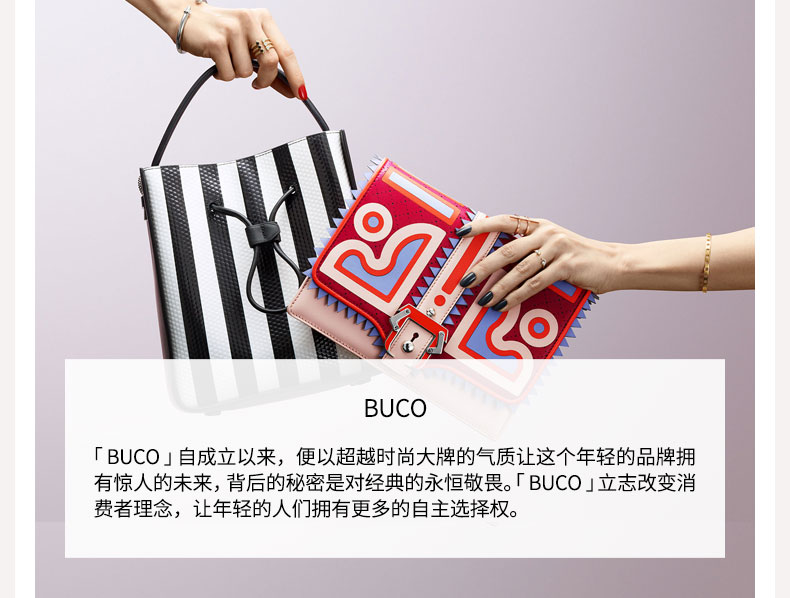 BUCO
「BUCO」自成立以来，便以超越时尚大牌的气质让这个年轻的品牌拥
有惊人的未来，背后的秘密是对经典的永恒敬畏。「BUCO」立志改变消
费者理念，让年轻的人们拥有更多的自主选择权。